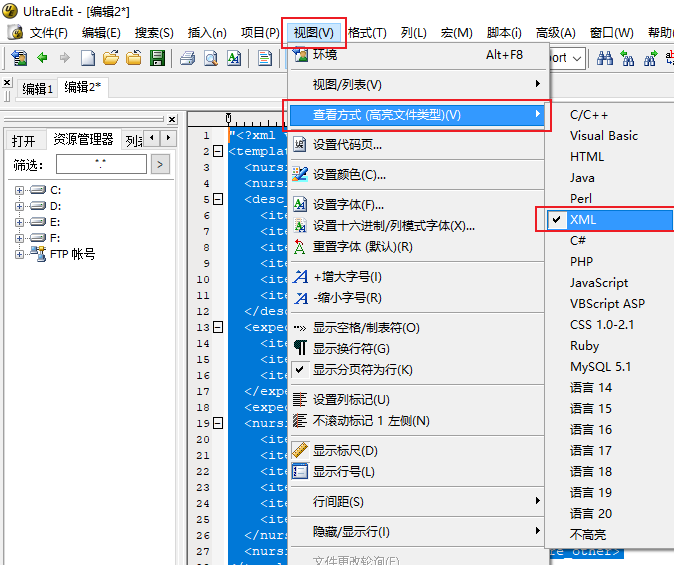 UltraEdit - [编辑2*]
文件(F) 编辑(E) 搜索(S) 插入(n) 项目(P) 视图(V) 格式(T) 列(L) 宏(M) 脚本(i) 高级(A) 窗口(W) 帮助
环境 Alt+F8
ort
编辑1 编辑2*
视图/列表(V)
查看方式 (高亮文件类型)(V)
打开 资源管理器 列表
筛选: *.* >
C:
D:
E:
F:
FTP 帐号
1 "<?xml
2 <templat
3 <nursi
4 <nursi
5 <desc_
6 <ite
7 <ite
8 <ite
9 <ite
10 <ite
11 <ite
12 </desc
13 <expec
14 <ite
15 <ite
16 <ite
17 </expe
18 <expec
19 <nursi
20 <ite
21 <ite
22 <ite
23 <ite
24 <ite
25 <ite
26 </nurs
27 <nursi e_other>
设置代码页...
设置颜色(C)...
设置字体(F)...
设置十六进制/列模式字体(X)...
重置字体 (默认)(R)
+增大字号(I)
-缩小字号(R)
显示空格/制表符(O)
显示换行符(G)
显示分页符为行(K)
设置列标记(U)
不滚动标记 1 左侧(N)
显示标尺(D)
显示行号(L)
行间距(S)
隐藏/显示行(I)
文件更改轮询(E)
C/C++
Visual Basic
HTML
Java
Perl
XML
C#
PHP
JavaScript
VBScript ASP
CSS 1.0-2.1
Ruby
MySQL 5.1
语言 14
语言 15
语言 16
语言 17
语言 18
语言 19
语言 20
不高亮